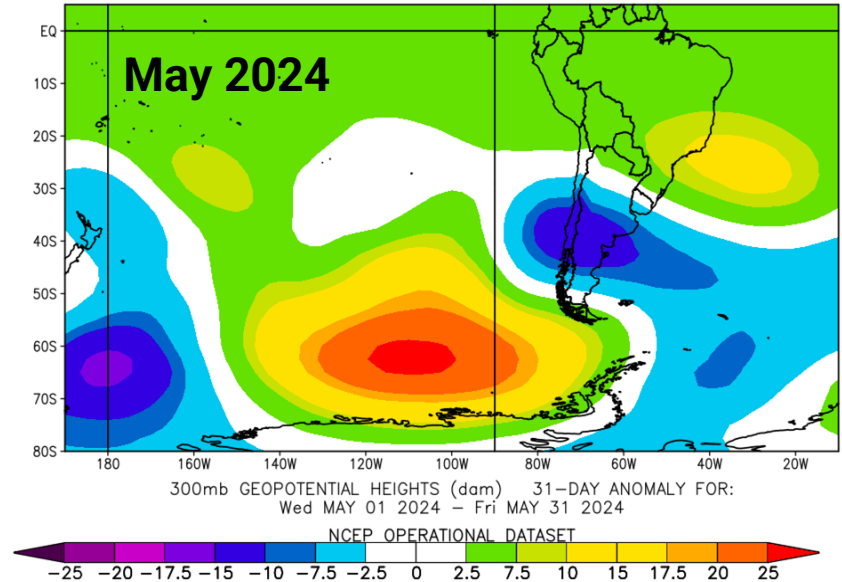 May 2024
EQ
10S
20S
30S
40S
50S
60S
70S
80S
180 160W 140W 120W 100W 80W 60W 40W 20W
300mb GEOPOTENTIAL HEIGHTS (dam) 31-DAY ANOMALY FOR:
Wed MAY 01 2024 - Fri MAY 31 2024
NCEP OPERATIONAL DATASET
-25 -20 -17.5 -15 -10 -7.5 -2.5 0 2.5 7.5 10 15 17.5 20 25